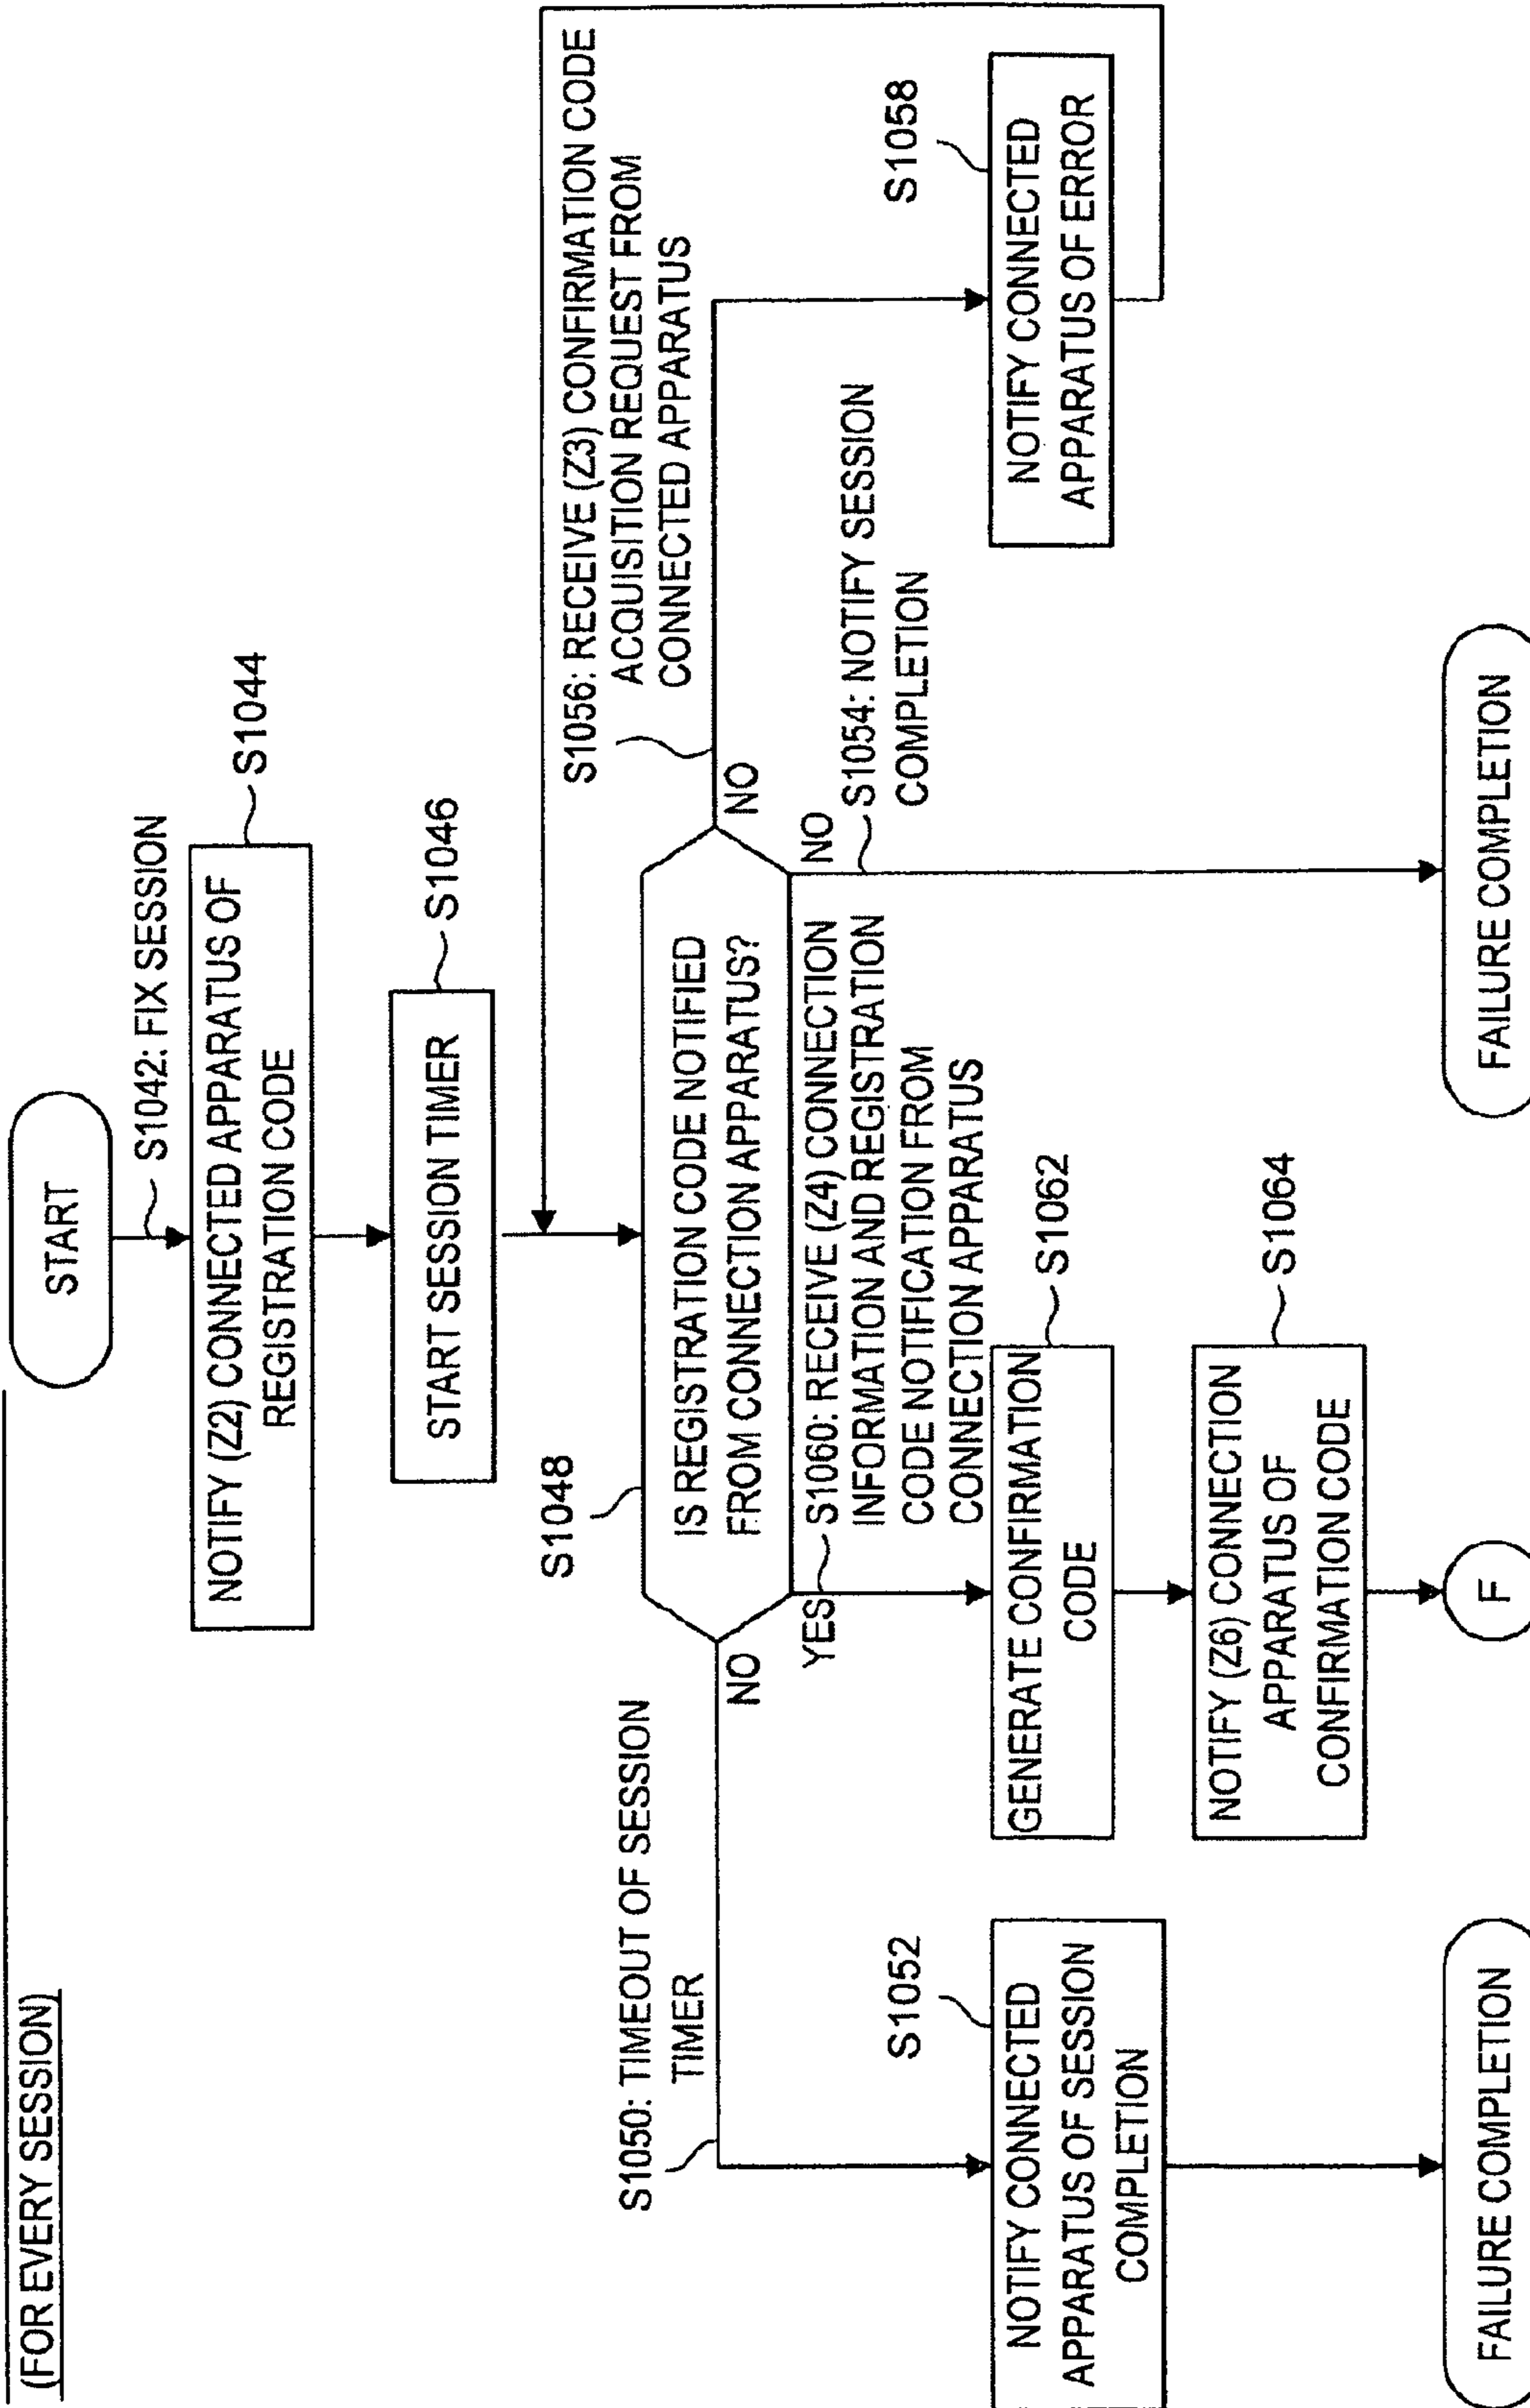 (FOR EVERY SESSION)
START
S1042: FIX SESSION
NOTIFY (Z2) CONNECTED APPARATUS OF
REGISTRATION CODE
S1044
START SESSION TIMER
S1046
S1048
IS REGISTRATION CODE NOTIFIED
FROM CONNECTION APPARATUS?
NO
S1050: TIMEOUT OF SESSION
TIMER
S1052
NOTIFY CONNECTED
APPARATUS OF SESSION
COMPLETION
FAILURE COMPLETION
YES
S1060: RECEIVE (Z4) CONNECTION
INFORMATION AND REGISTRATION
CODE NOTIFICATION FROM
CONNECTION APPARATUS
GENERATE CONFIRMATION
CODE
S1062
NOTIFY (Z6) CONNECTION
APPARATUS OF
CONFIRMATION CODE
S1064
F
NO
S1054: NOTIFY SESSION
COMPLETION
FAILURE COMPLETION
NO
S1056: RECEIVE (Z3) CONFIRMATION CODE
ACQUISITION REQUEST FROM
CONNECTED APPARATUS
S1058
NOTIFY CONNECTED
APPARATUS OF ERROR